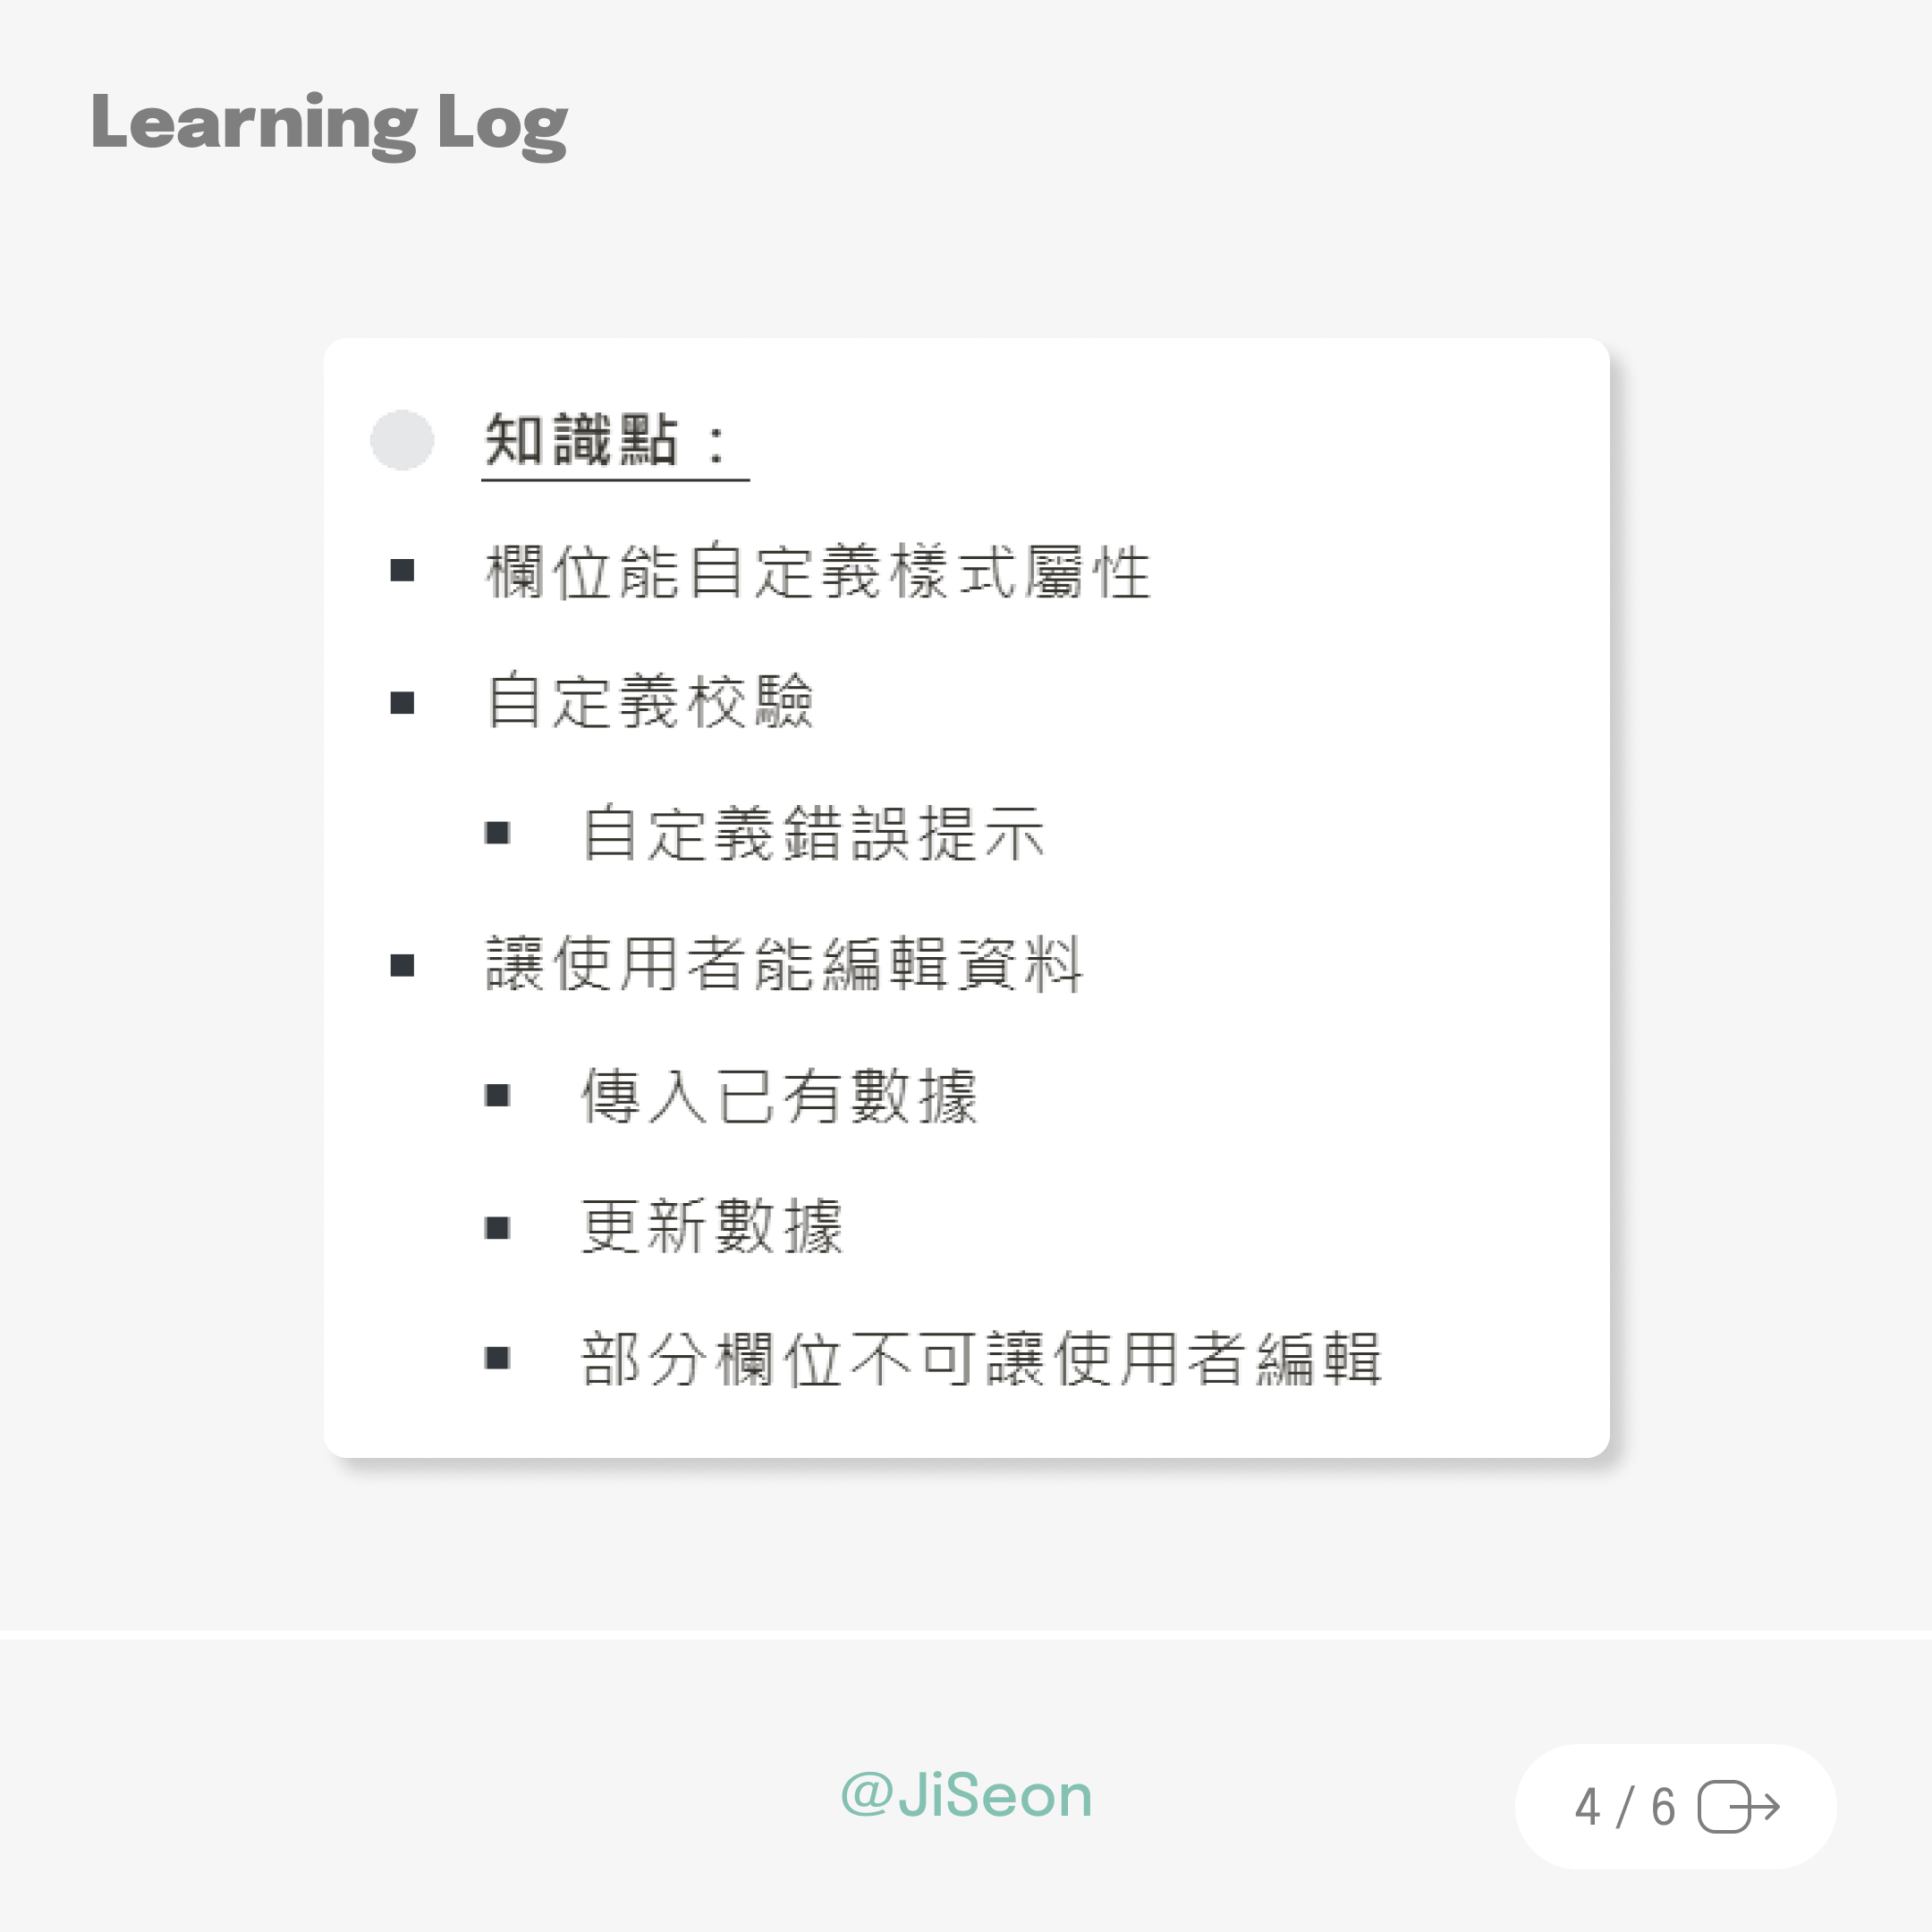 Learning Log
知識點：
▪ 欄位能自定義樣式屬性
▪ 自定義校驗
▪ 自定義錯誤提示
▪ 讓使用者能編輯資料
▪ 傳入已有數據
▪ 更新數據
▪ 部分欄位不可讓使用者編輯
@JiSeon
4 / 6